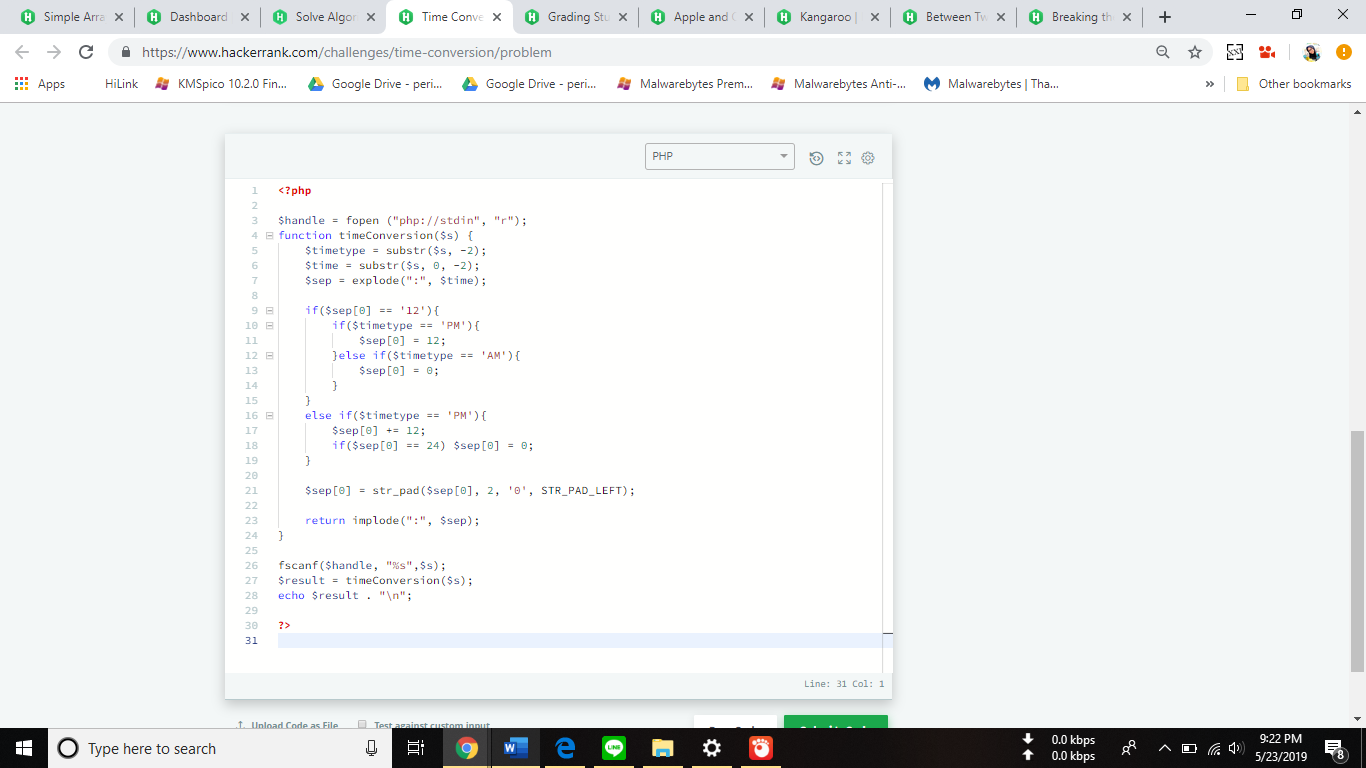 Simple Arra
Dashboard
Solve Algor
Time Conve
Grading Stu
Apple and O
Kangaroo |
Between Tw
Breaking th
https://www.hackerrank.com/challenges/time-conversion/problem
Apps
HiLink
KMSpico 10.2.0 Fin...
Google Drive - peri...
Google Drive - peri...
Malwarebytes Prem...
Malwarebytes Anti-...
Malwarebytes | Tha...
»
Other bookmarks
PHP
1 <?php
2
3 $handle = fopen ("php://stdin", "r");
4 function timeConversion($s) {
5 $timetype = substr($s, -2);
6 $time = substr($s, 0, -2);
7 $sep = explode(":", $time);
8
9 if($sep[0] == '12'){
10 if($timetype == 'PM'){
11 $sep[0] = 12;
12 }else if($timetype == 'AM'){
13 $sep[0] = 0;
14 }
15 }
16 else if($timetype == 'PM'){
17 $sep[0] += 12;
18 if($sep[0] == 24) $sep[0] = 0;
19 }
20
21 $sep[0] = str_pad($sep[0], 2, '0', STR_PAD_LEFT);
22
23 return implode(":", $sep);
24 }
25
26 fscanf($handle, "%s",$s);
27 $result = timeConversion($s);
28 echo $result . "\n";
29
30 ?>
31
Line: 31 Col: 1
Upload Code as File
Test against custom input
Type here to search
0.0 kbps
0.0 kbps
9:22 PM
5/23/2019
8